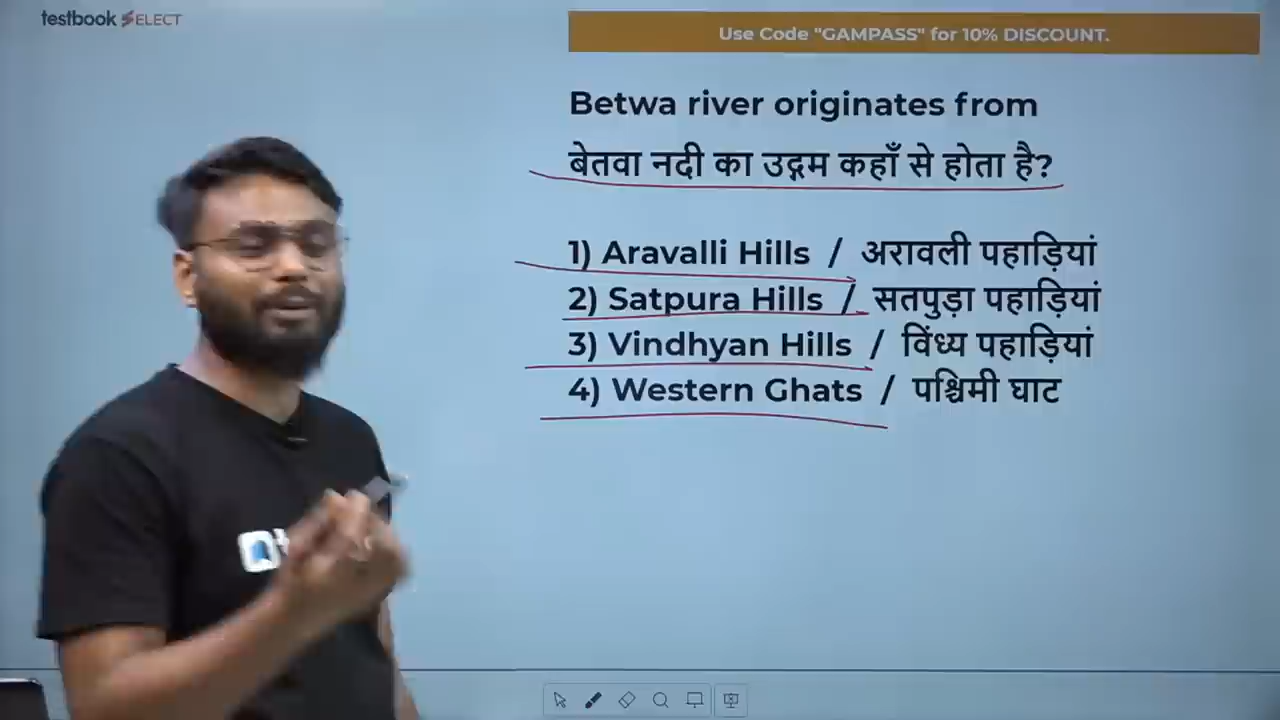 testbook SELECT
Use Code "GAMPASS" for 10% DISCOUNT.
Betwa river originates from
बेतवा नदी का उद्गम कहाँ से होता है?
1) Aravalli Hills / अरावली पहाड़ियां
2) Satpura Hills / सतपुड़ा पहाड़ियां
3) Vindhyan Hills / विंध्य पहाड़ियां
4) Western Ghats / पश्चिमी घाट